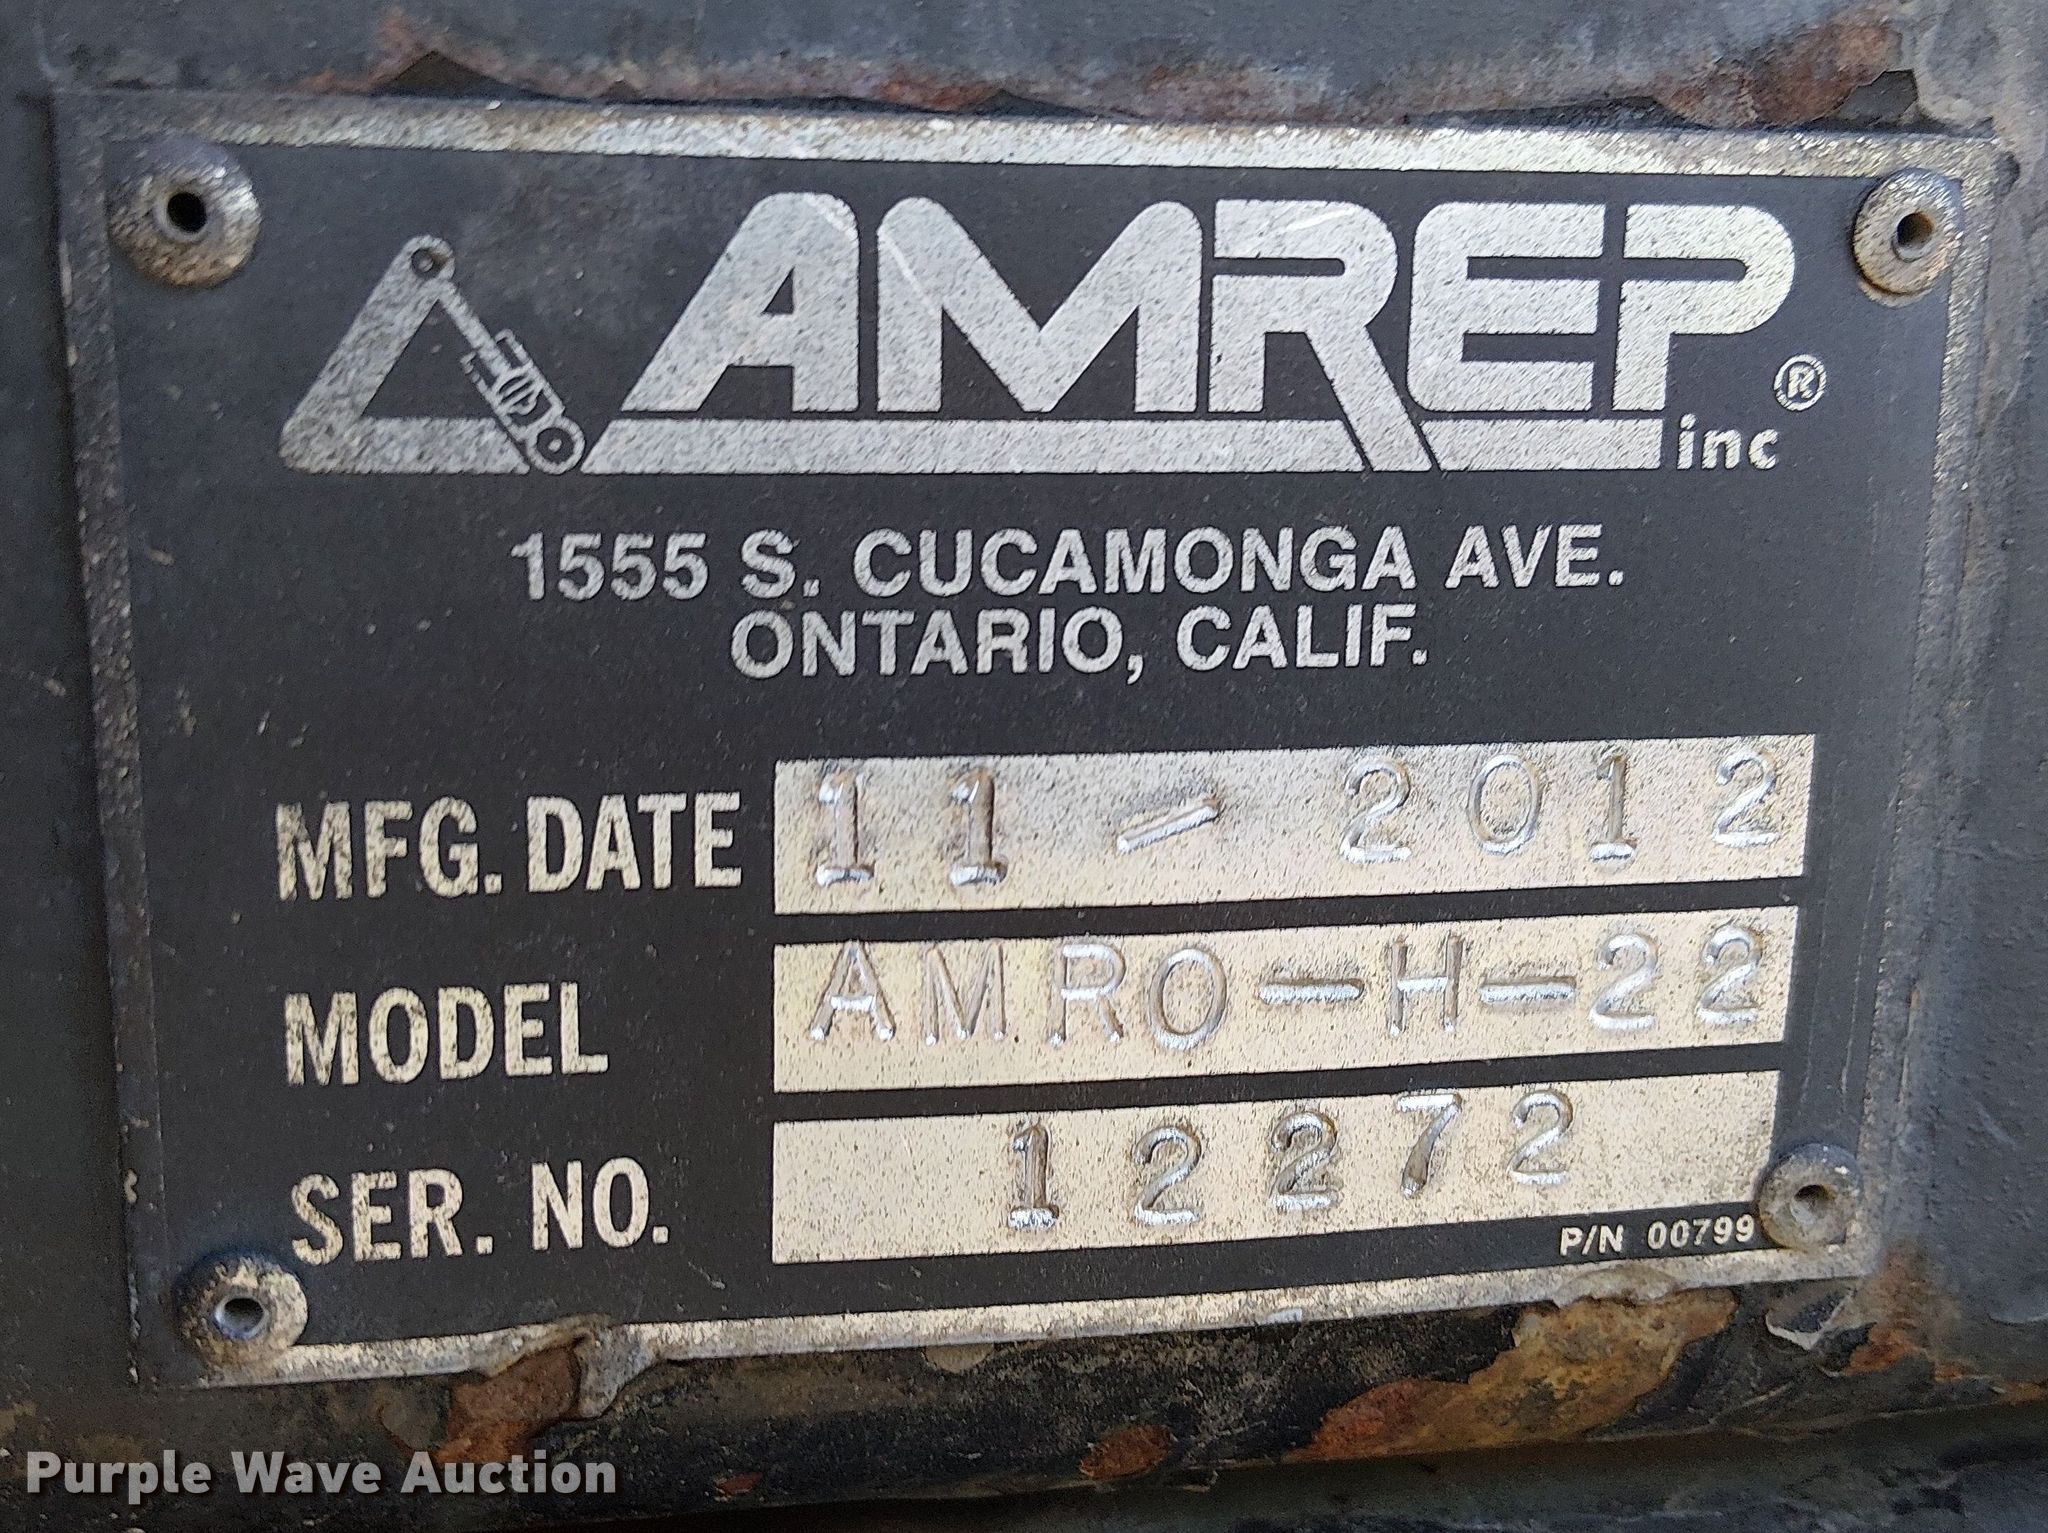 AMREP inc ®
1555 S. CUCAMONGA AVE.
ONTARIO, CALIF.
MFG. DATE 11-2012
MODEL AMRO-H-22
SER. NO. 12272
P/N 00799
Purple Wave Auction